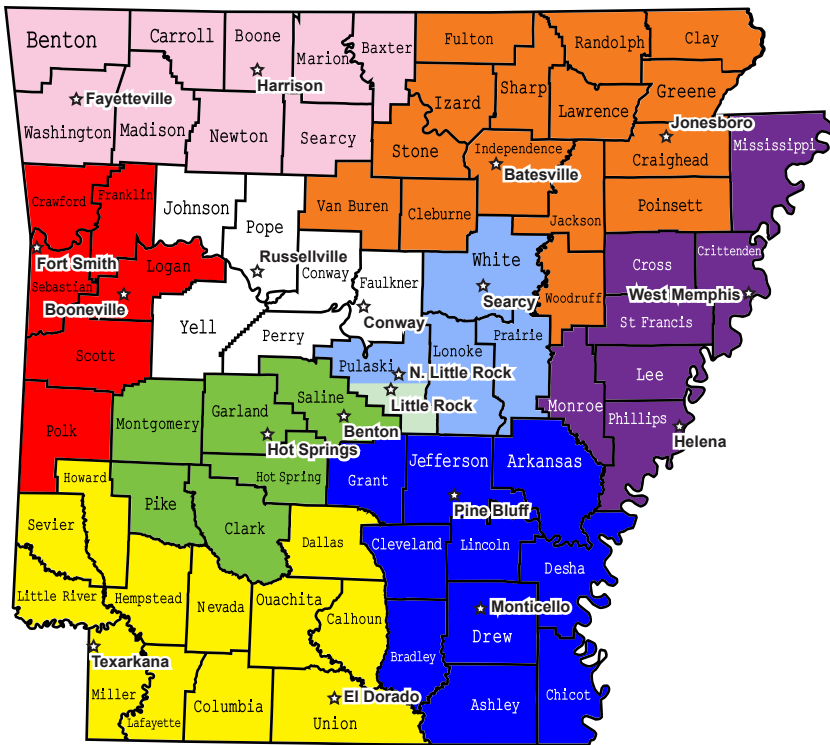 Benton
Carroll
Boone
Marion
Baxter
Fulton
Randolph
Clay
Harrison
Fayetteville
Washington
Madison
Newton
Searcy
Izard
Sharp
Lawrence
Greene
Stone
Independence
Batesville
Jonesboro
Craighead
Mississippi
Crawford
Franklin
Johnson
Pope
Van Buren
Cleburne
Jackson
Poinsett
Fort Smith
Sebastian
Logan
Booneville
Russellville
Conway
Faulkner
Conway
White
Searcy
Woodruff
Cross
Crittenden
West Memphis
St Francis
Scott
Yell
Perry
Pulaski
N. Little Rock
Little Rock
Lonoke
Prairie
Monroe
Lee
Phillips
Helena
Polk
Montgomery
Garland
Hot Springs
Saline
Benton
Hot Spring
Grant
Jefferson
Pine Bluff
Arkansas
Howard
Sevier
Pike
Clark
Dallas
Cleveland
Lincoln
Desha
Little River
Hempstead
Nevada
Ouachita
Calhoun
Bradley
Monticello
Drew
Texarkana
Miller
Lafayette
Columbia
El Dorado
Union
Ashley
Chicot